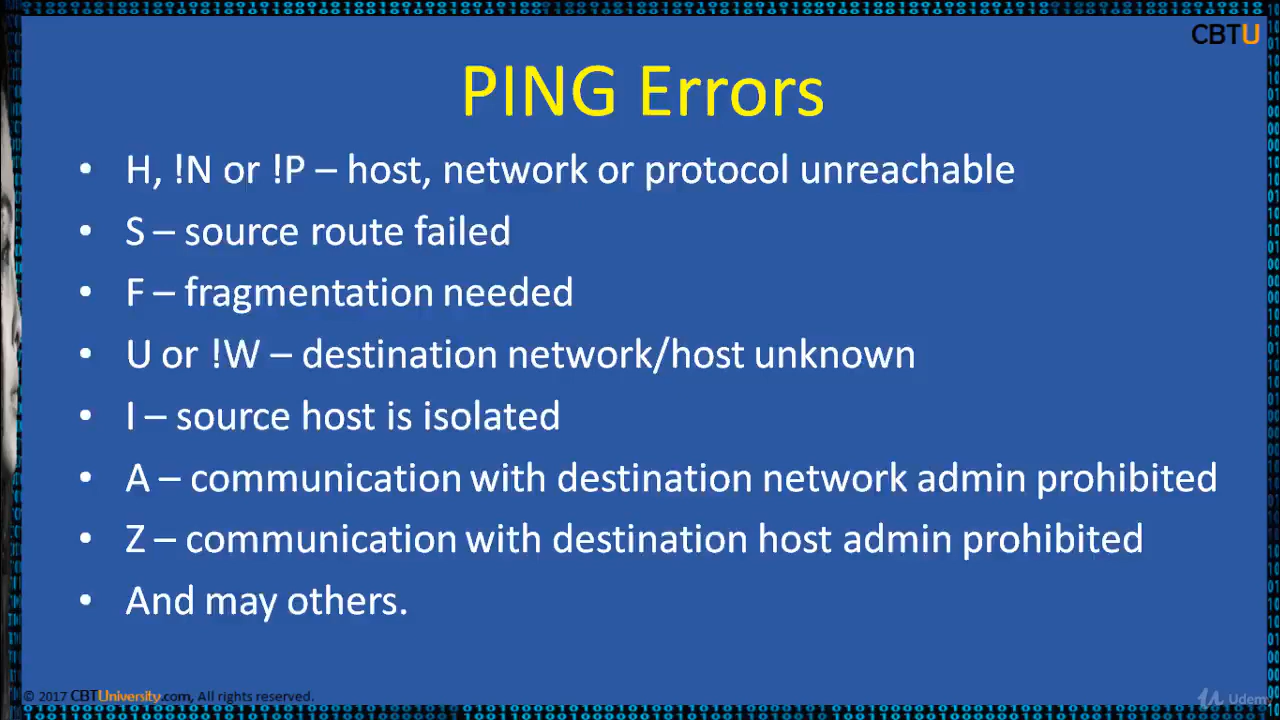 CBTU
PING Errors
• H, !N or !P – host, network or protocol unreachable
• S – source route failed
• F – fragmentation needed
• U or !W – destination network/host unknown
• I – source host is isolated
• A – communication with destination network admin prohibited
• Z – communication with destination host admin prohibited
• And may others.
© 2017 CBTUniversity.com, All rights reserved.
Udemy